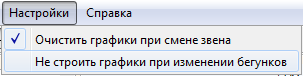 Настройки Справка
Очистить графики при смене звена
Не строить графики при изменении бегунков